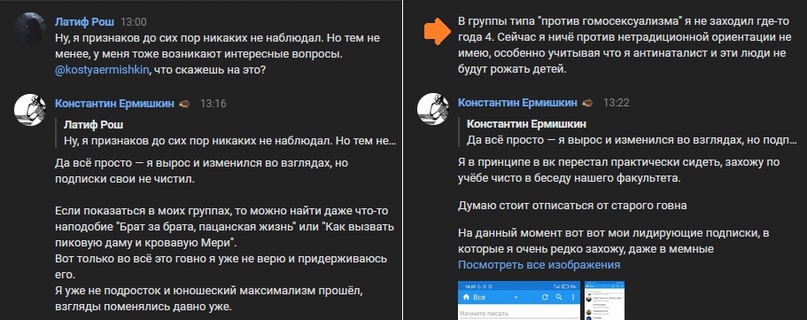 Латиф Рош 13:00
Ну, я признаков до сих пор никаких не наблюдал. Но тем не
менее, у меня тоже возникают интересные вопросы.
@kostyaermishkin, что скажешь на это?
Константин Ермишкин 13:16
Латиф Рош
Ну, я признаков до сих пор никаких не наблюдал. Но тем не...
Да всё просто — я вырос и изменился во взглядах, но
подписки свои не чистил.
Если показаться в моих группах, то можно найти даже что-то
наподобие "Брат за брата, пацанская жизнь" или "Как вызвать
пиковую даму и кровавая Мери".
Вот только во всё это говно я уже не верю и придерживаюсь
его.
Я уже не подросток и юношеский максимализм прошёл,
взгляды поменялись давно уже.
В группы типа "против гомосексуализма" я не заходил где-то
года 4. Сейчас я ничё против нетрадиционной ориентации не
имею, особенно учитывая что я антинаталист и эти люди не
будут рожать детей.
Константин Ермишкин 13:22
Константин Ермишкин
Да всё просто — я вырос и изменился во взглядах, но подп...
Я в принципе в вк перестал практически сидеть, захожу по
учёбе чисто в беседу нашего факультета.
Думаю стоит отписаться от старого говна
На данный момент вот вот мои лидирующие подписки, в
которые я очень редко захожу, даже в мемные
Посмотреть все изображения
Все
Начните писать